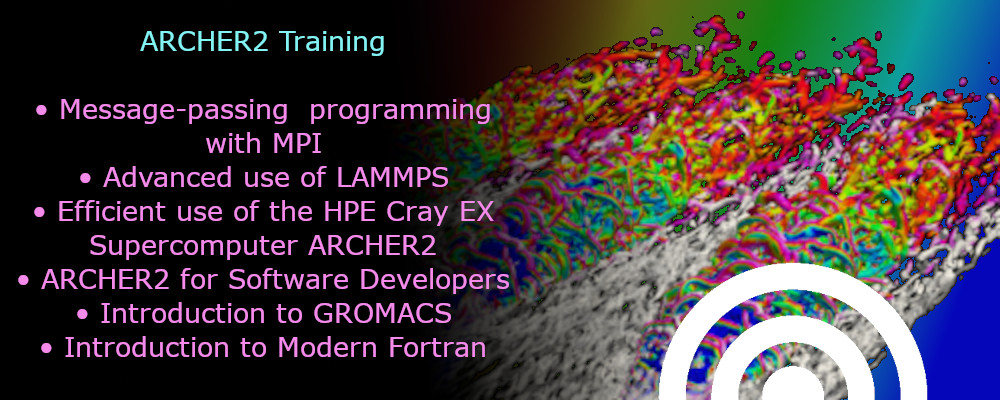 ARCHER2 Training
• Message-passing  programming
with MPI
• Advanced use of LAMMPS
• Efficient use of the HPE Cray EX
Supercomputer ARCHER2
• ARCHER2 for Software Developers
• Introduction to GROMACS
• Introduction to Modern Fortran